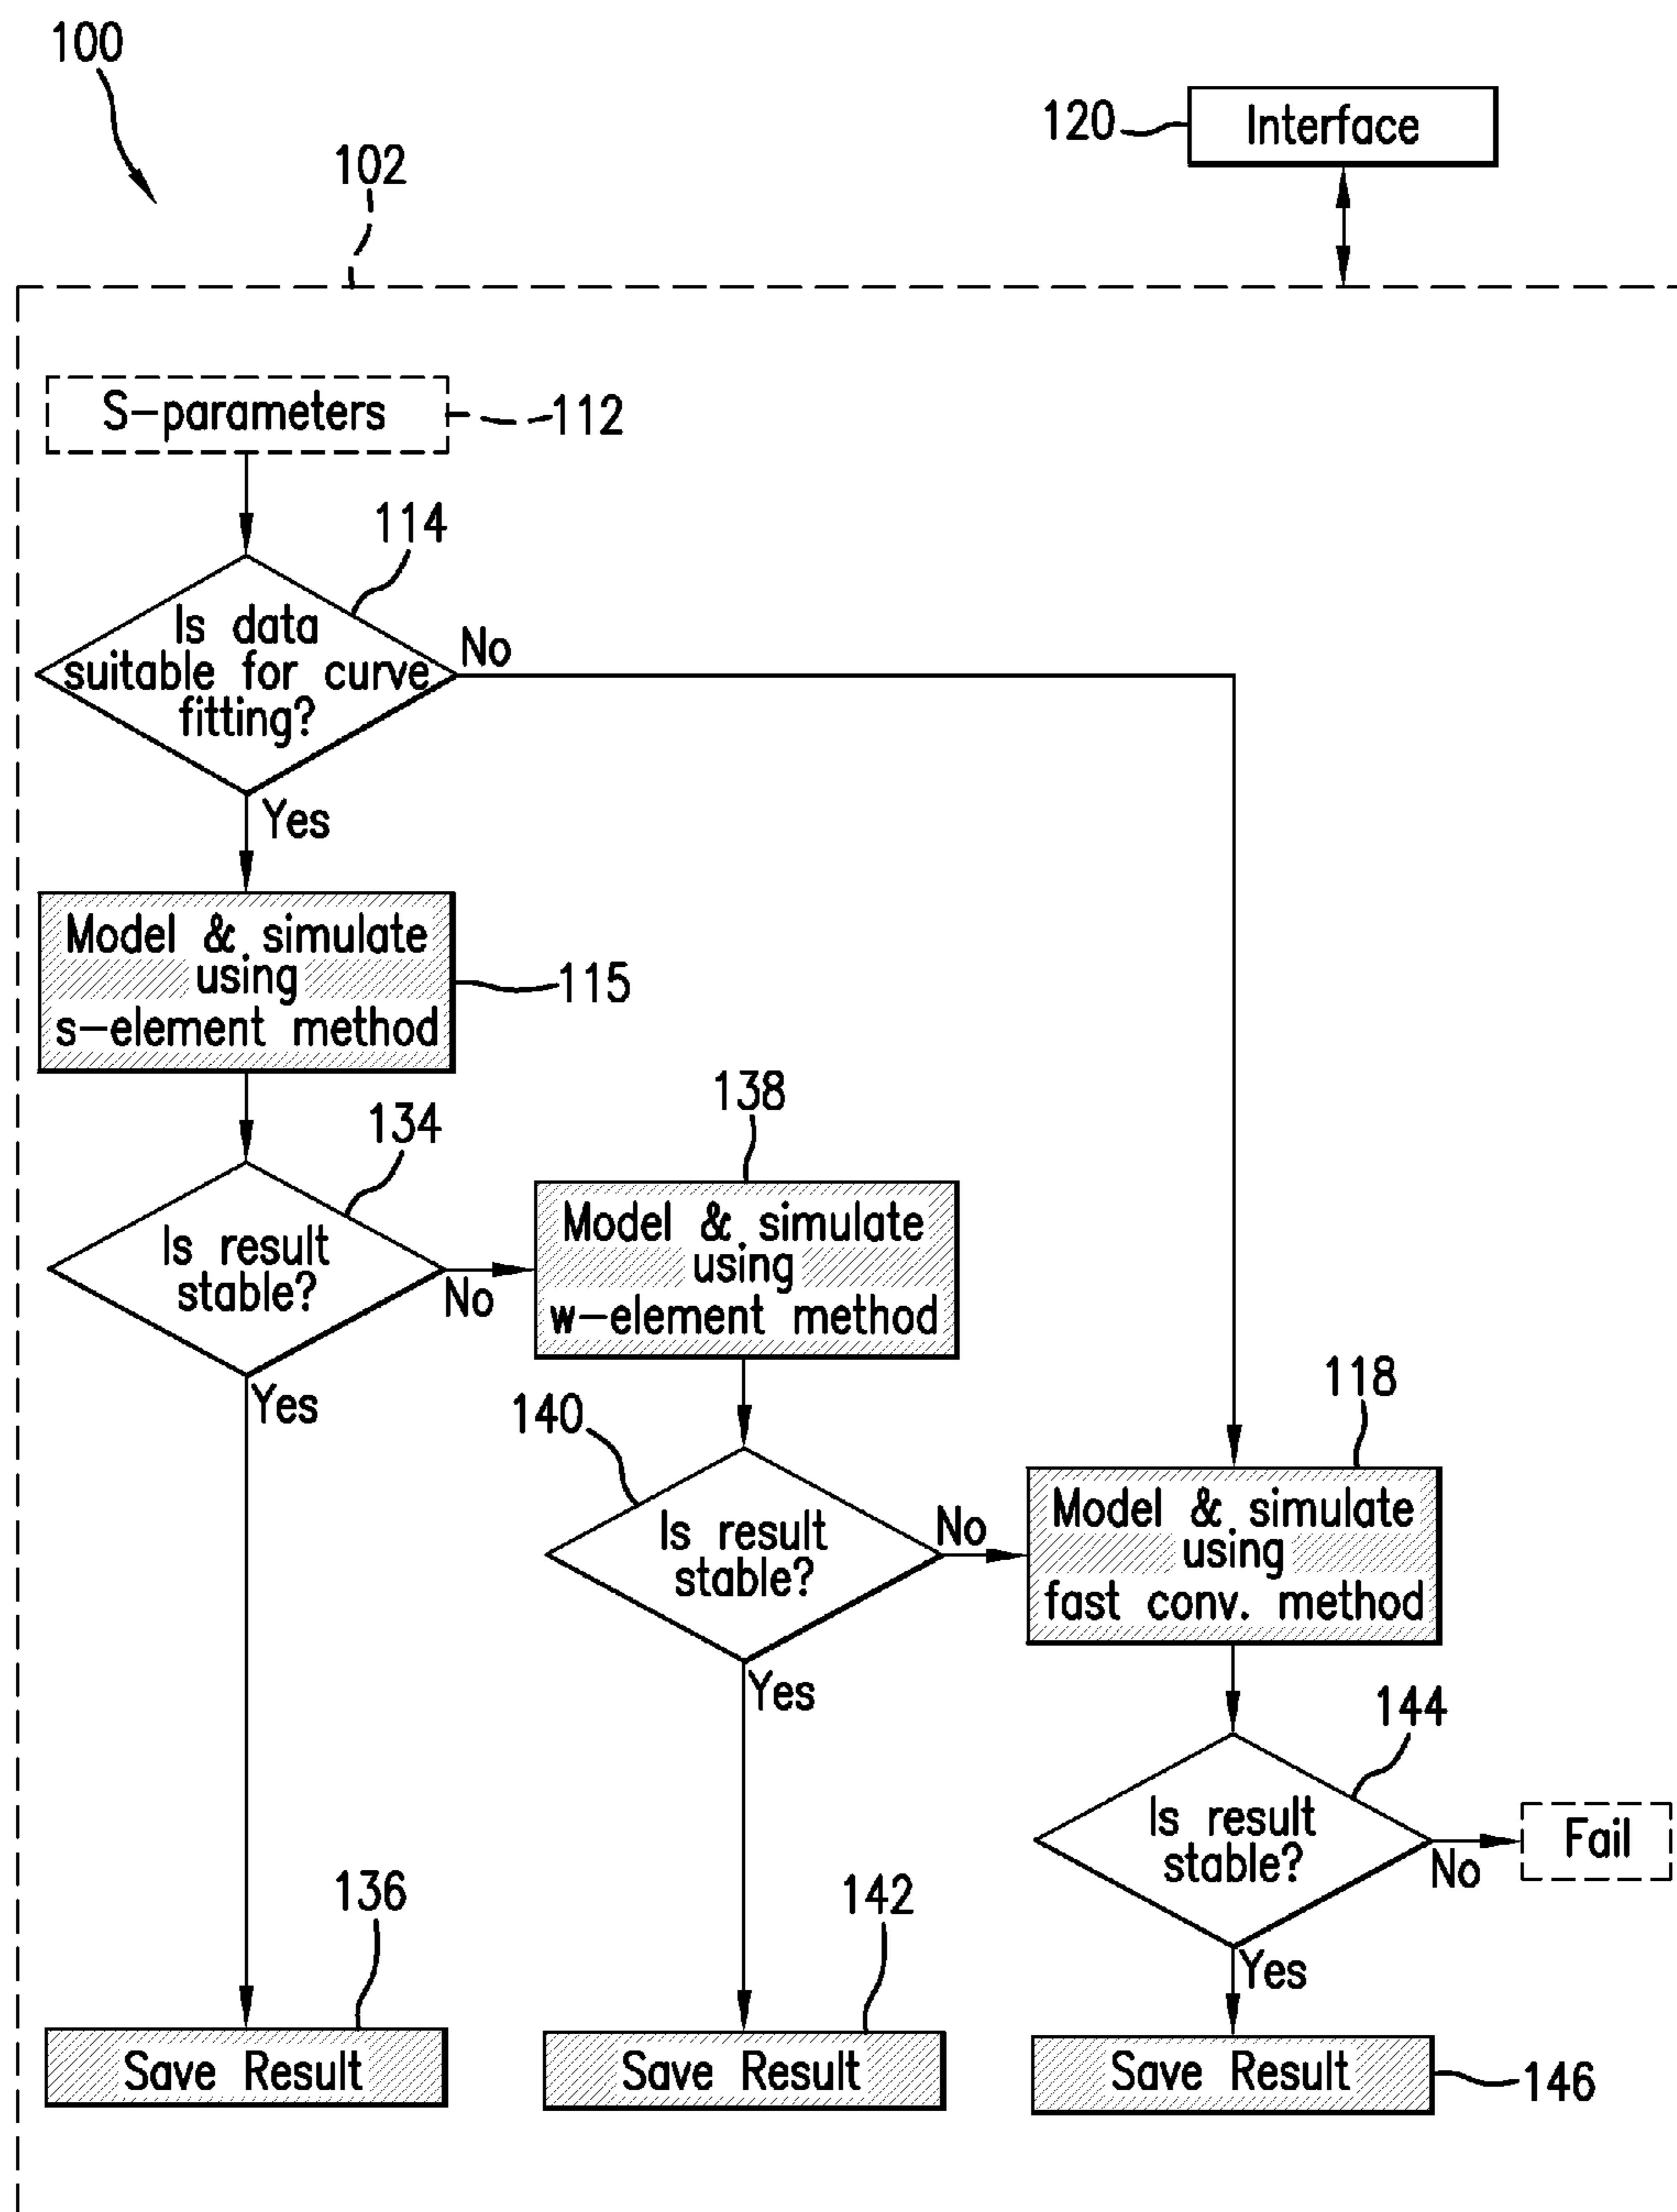 100
120
Interface
102
S-parameters
112
114
Is data
suitable for curve
fitting?
No
Yes
Model & simulate
using
s-element method
115
134
Is result
stable?
No
Yes
138
Model & simulate
using
w-element method
140
Is result
stable?
No
Yes
118
Model & simulate
using
fast conv. method
144
Is result
stable?
No
Fail
Yes
136
Save Result
142
Save Result
Save Result
146